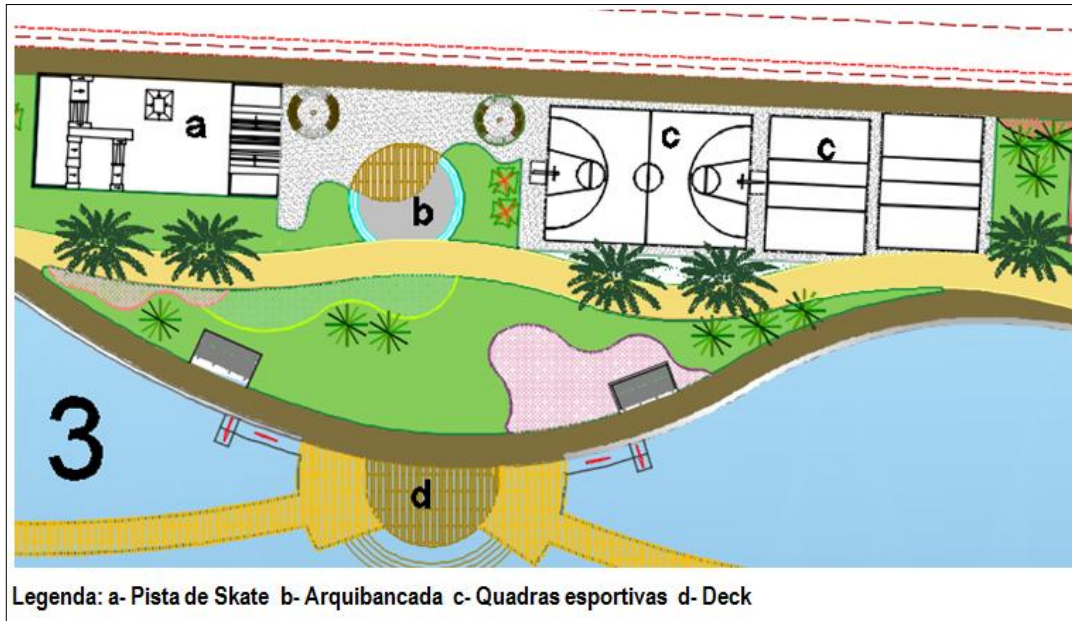 a
c
c
b
3
d
Legenda: a- Pista de Skate b- Arquibancada c- Quadras esportivas d- Deck